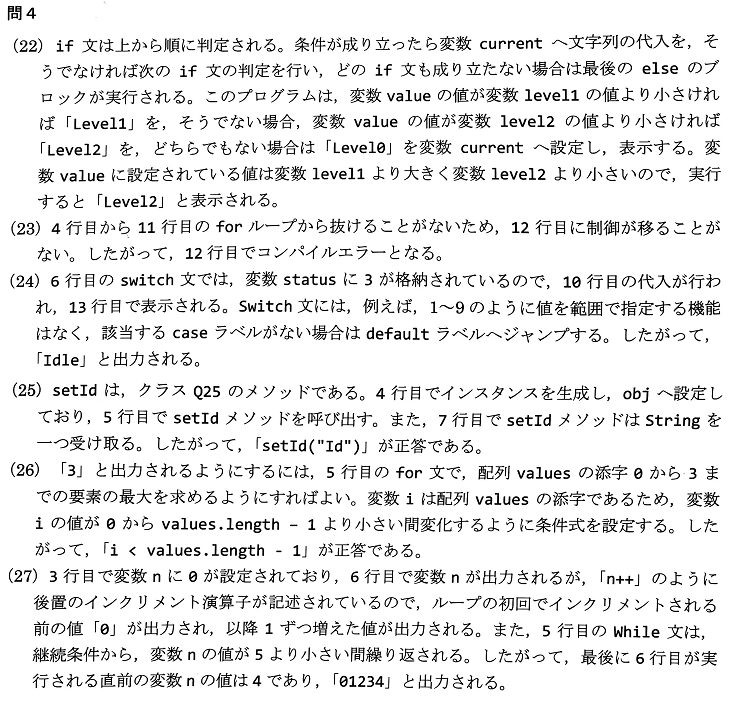 問4
(22) if 文は上から順に判定される。条件が成り立ったら変数 current へ文字列の代入を，そ
うでなければ次の if 文の判定を行い，どの if 文も成り立たない場合は最後の else のブ
ロックが実行される。このプログラムは，変数 value の値が変数 level1 の値より小さけれ
ば「Level1」を，そうでない場合，変数 value の値が変数 level2 の値より小さければ
「Level2」を，どちらでもない場合は「Level0」を変数 current へ設定し，表示する。変
数 value に設定されている値は変数 level1 より大きく変数 level2 より小さいので，実行
すると「Level2」と表示される。
(23) 4 行目から 11 行目の for ループから抜けることがないため，12 行目に制御が移ることが
ない。したがって，12 行目でコンパイルエラーとなる。
(24) 6 行目の switch 文では，変数 status に 3 が格納されているので，10 行目の代入が行わ
れ，13 行目で表示される。Switch 文には，例えば，1～9 のように値を範囲で指定する機能
はなく，該当する case ラベルがない場合は default ラベルへジャンプする。したがって，
「Idle」と出力される。
(25) setId は，クラス Q25 のメソッドである。4 行目でインスタンスを生成し，obj へ設定し
ており，5 行目で setId メソッドを呼び出す。また，7 行目で setId メソッドは String を
一つ受け取る。したがって，「setId("Id")」が正答である。
(26) 「3」と出力されるようにするには，5 行目の for 文で，配列 values の添字 0 から 3 ま
での要素の最大を求めるようにすればよい。変数 i は配列 values の添字であるため，変数
i の値が 0 から values.length – 1 より小さい間変化するように条件式を設定する。した
がって，「i < values.length - 1」が正答である。
(27) 3 行目で変数 n に 0 が設定されており，6 行目で変数 n が出力されるが，「n++」のように
後置のインクリメント演算子が記述されているので，ループの初回でインクリメントされる
前の値「0」が出力され，以降 1 ずつ増えた値が出力される。また，5 行目の While 文は，
継続条件から，変数 n の値が 5 より小さい間繰り返される。したがって，最後に 6 行目が実
行される直前の変数 n の値は 4 であり，「01234」と出力される。